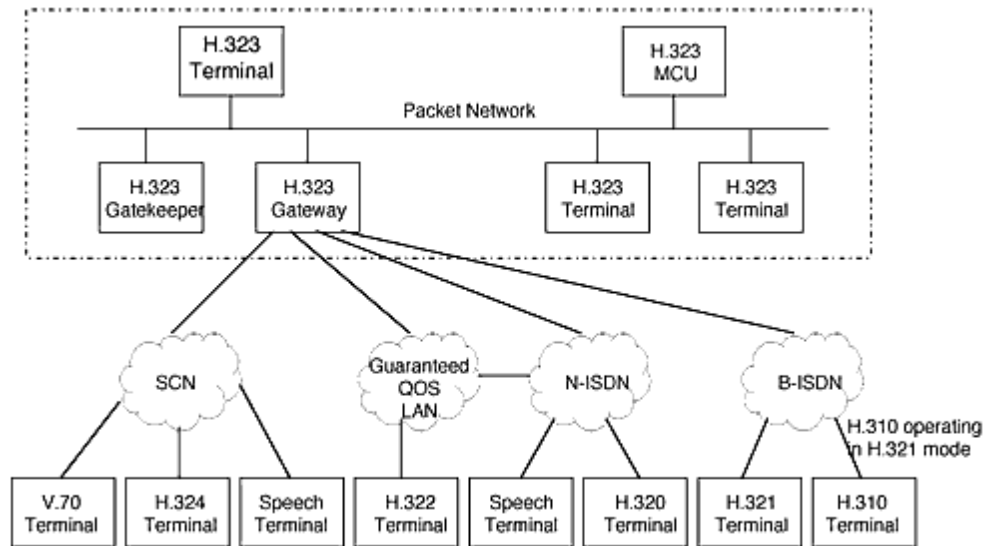 H.323
Terminal
H.323
MCU
Packet Network
H.323
Gatekeeper
H.323
Gateway
H.323
Terminal
H.323
Terminal
SCN
Guaranteed
QOS
LAN
N-ISDN
B-ISDN
H.310 operating
in H.321 mode
V.70
Terminal
H.324
Terminal
Speech
Terminal
H.322
Terminal
Speech
Terminal
H.320
Terminal
H.321
Terminal
H.310
Terminal